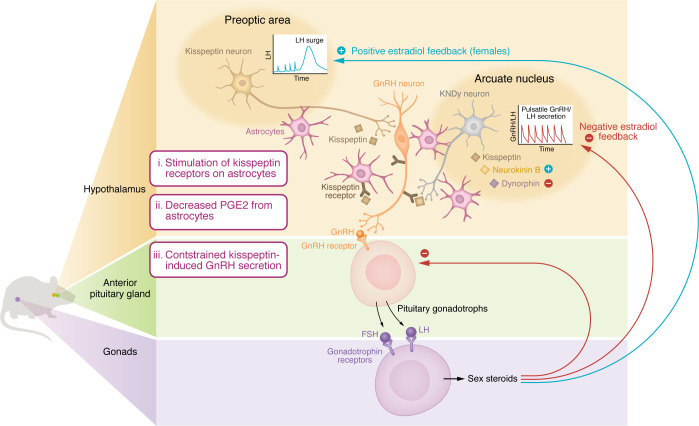 Preoptic area
Kisspeptin neuron
LH surge
LH
Time
Positive estradiol feedback (females)
GnRH neuron
Arcuate nucleus
KNDy neuron
Pulsatile GnRH/
LH secretion
GnRH/LH
Time
Negative estradiol
feedback
Astrocytes
Kisspeptin
Kisspeptin
Neurokinin B
Dynorphin
i. Stimulation of kisspeptin
receptors on astrocytes
Kisspeptin
receptor
Hypothalamus
ii. Decreased PGE2 from
astrocytes
GnRH
GnRH receptor
iii. Contstrained kisspeptin-
induced GnRH secretion
Anterior
pituitary gland
Pituitary gonadotrophs
FSH
LH
Gonadotrophin
receptors
Gonads
Sex steroids